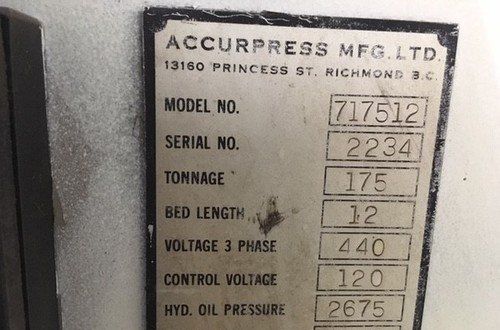 ACCURPRESS MFG. LTD.
13160 PRINCESS ST. RICHMOND B.C.
MODEL NO. 717512
SERIAL NO. 2234
TONNAGE 175
BED LENGTH 12
VOLTAGE 3 PHASE 440
CONTROL VOLTAGE 120
HYD. OIL PRESSURE 2675